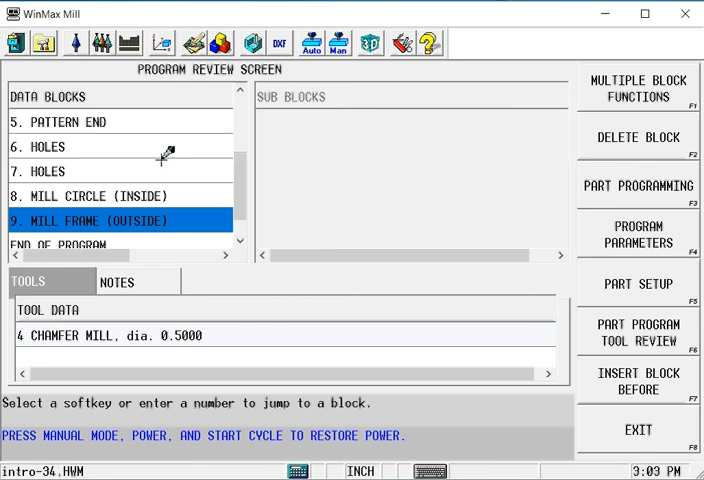 WinMax Mill
DXF
Auto
Man
3D
PROGRAM REVIEW SCREEN
DATA BLOCKS
5. PATTERN END
6. HOLES
7. HOLES
8. MILL CIRCLE (INSIDE)
9. MILL FRAME (OUTSIDE)
END OF PROGRAM
SUB BLOCKS
TOOLS
NOTES
TOOL DATA
4 CHAMFER MILL, dia. 0.5000
Select a softkey or enter a number to jump to a block.
PRESS MANUAL MODE, POWER, AND START CYCLE TO RESTORE POWER.
MULTIPLE BLOCK
FUNCTIONS
F1
DELETE BLOCK
F2
PART PROGRAMMING
F3
PROGRAM
PARAMETERS
F4
PART SETUP
F5
PART PROGRAM
TOOL REVIEW
F6
INSERT BLOCK
BEFORE
F7
EXIT
F8
intro-34,HWM
INCH
3:03 PM